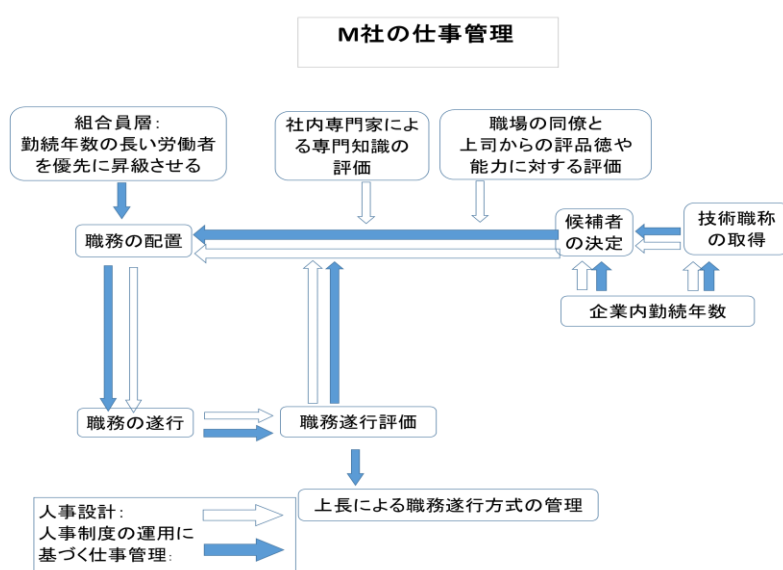 M社の仕事管理
組合員層:
勤続年数の長い労働者
を優先に昇級させる
社内専門家によ
る専門知識の
評価
職場の同僚と
上司からの評品徳や
能力に対する評価
職務の配置
候補者
の決定
技術職称
の取得
企業内勤続年数
職務の遂行
職務遂行評価
上長による職務遂行方式の管理
人事設計:
人事制度の運用に
基づく仕事管理: